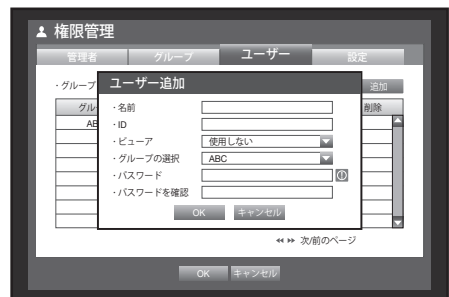 権限管理
管理者 グループ ユーザー 設定
・グループ 追加
グル 削除
AB
ユーザー追加
・名前
・ID
・ビューア 使用しない
・グループの選択 ABC
・パスワード
・パスワードを確認
OK キャンセル
次/前のページ
OK キャンセル